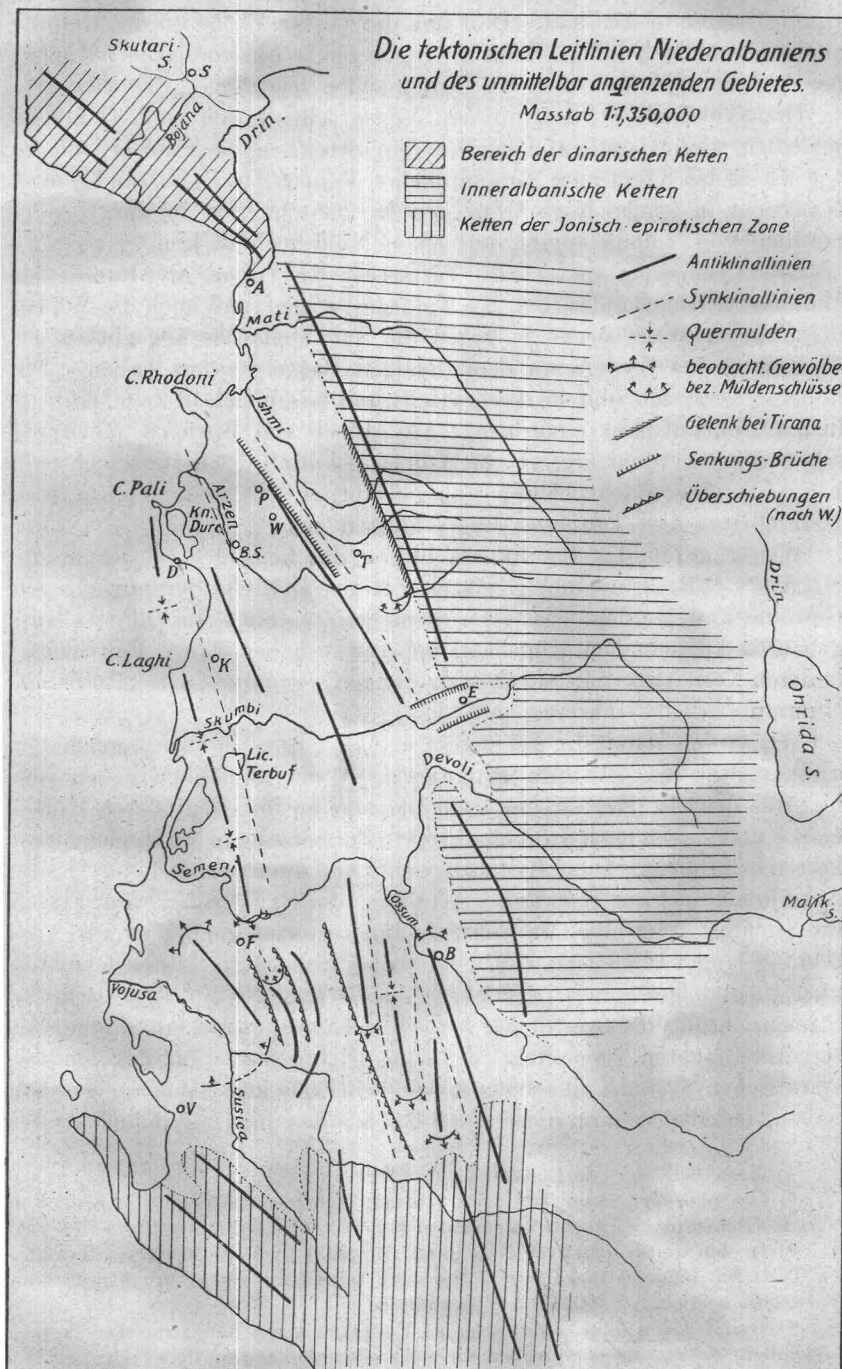 Die tektonischen Leitlinien Niederalbaniens
und des unmittelbar angrenzenden Gebietes.
Masstab 1:1,350,000
Bereich der dinarischen Ketten
Inneralbanische Ketten
Ketten der Jonisch-epirotischen Zone
Antiklinallinien
Synklinallinien
Quermulden
beobacht. Gewölbe
bez. Muldenschlüsse
Gelenk bei Tirana
Senkungs-Brüche
Überschiebungen
(nach W.)
Skutari-
S.
S
Bojana
Drin
A
Mati
C. Rhodoni
Ishmi
C. Pali
Kn.
Durc.
Arzen
P
W
B.S.
T
D
Drin
C. Laghi
K
E
Ohrida S.
Skumbi
Lic.
Terbuf
Devoli
Semeni
Ossum
Malik
S.
F
B
Vojusa
V
Susica